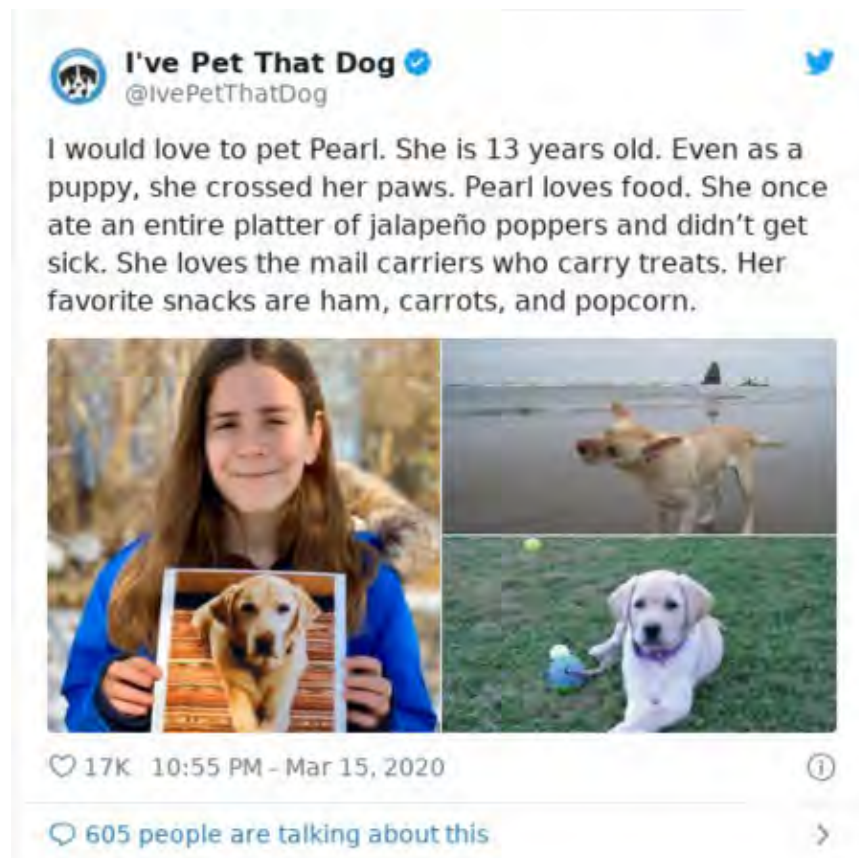 I've Pet That Dog
@IvePetThatDog
I would love to pet Pearl. She is 13 years old. Even as a
puppy, she crossed her paws. Pearl loves food. She once
ate an entire platter of jalapeño poppers and didn’t get
sick. She loves the mail carriers who carry treats. Her
favorite snacks are ham, carrots, and popcorn.
17K 10:55 PM - Mar 15, 2020
605 people are talking about this